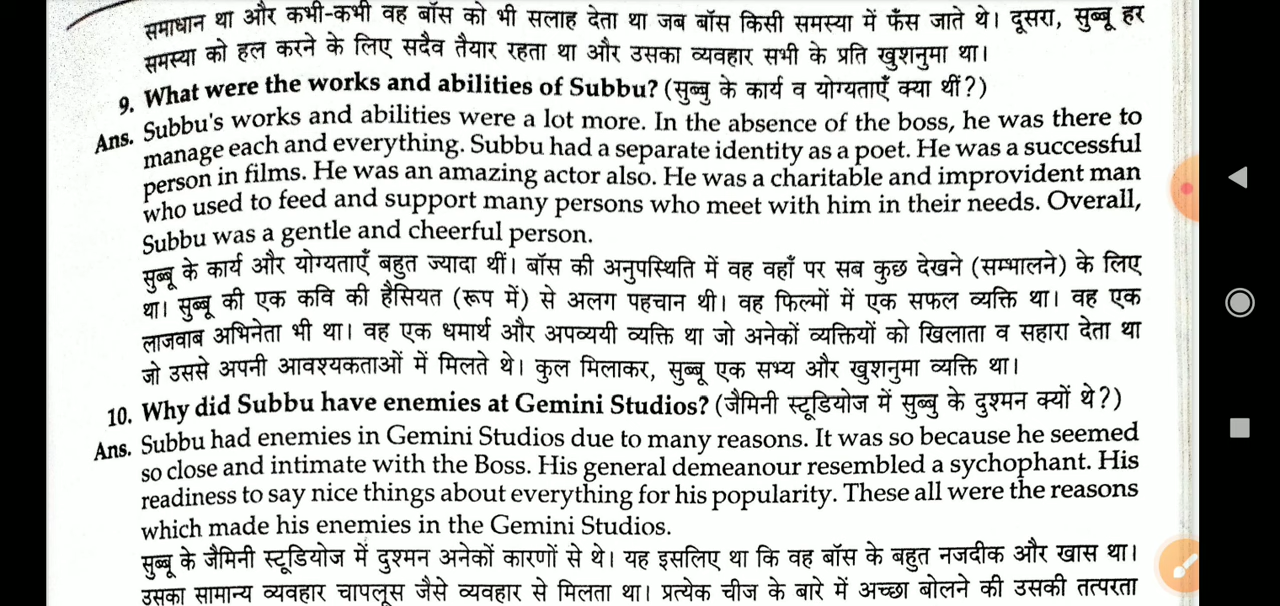 समाधान था और कभी-कभी वह बॉस को भी सलाह देता था जब बॉस किसी समस्या में फँस जाते थे। दूसरा, सुब्बू हर
समस्या को हल करने के लिए सदैव तैयार रहता था और उसका व्यवहार सभी के प्रति खुशनुमा था।
9. What were the works and abilities of Subbu? (सुब्बु के कार्य व योग्यताएँ क्या थीं?)
Ans. Subbu's works and abilities were a lot more. In the absence of the boss, he was there to
manage each and everything. Subbu had a separate identity as a poet. He was a successful
person in films. He was an amazing actor also. He was a charitable and improvident man
who used to feed and support many persons who meet with him in their needs. Overall,
Subbu was a gentle and cheerful person.
सुब्बू के कार्य और योग्यताएँ बहुत ज्यादा थीं। बॉस की अनुपस्थिति में वह वहाँ पर सब कुछ देखने (सम्भालने) के लिए
था। सुब्बू की एक कवि की हैसियत (रूप में) से अलग पहचान थी। वह फिल्मों में एक सफल व्यक्ति था। वह एक
लाजवाब अभिनेता भी था। वह एक धमार्थ और अपव्ययी व्यक्ति था जो अनेकों व्यक्तियों को खिलाता व सहारा देता था
जो उससे अपनी आवश्यकताओं में मिलते थे। कुल मिलाकर, सुब्बू एक सभ्य और खुशनुमा व्यक्ति था।
10. Why did Subbu have enemies at Gemini Studios? (जैमिनी स्टूडियोज में सुब्बु के दुश्मन क्यों थे?)
Ans. Subbu had enemies in Gemini Studios due to many reasons. It was so because he seemed
so close and intimate with the Boss. His general demeanour resembled a sychophant. His
readiness to say nice things about everything for his popularity. These all were the reasons
which made his enemies in the Gemini Studios.
सुब्बू के जैमिनी स्टूडियोज में दुश्मन अनेकों कारणों से थे। यह इसलिए था कि वह बॉस के बहुत नजदीक और खास था।
उसका सामान्य व्यवहार चापलूस जैसे व्यवहार से मिलता था। प्रत्येक चीज के बारे में अच्छा बोलने की उसकी तत्परता